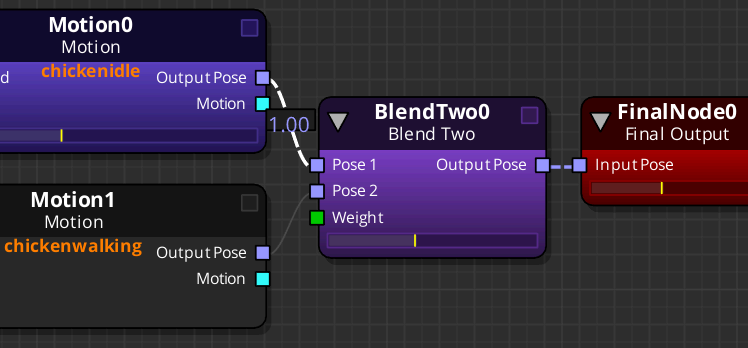 Motion0
Motion
d
chickenidle
Output Pose
Motion
1.00
BlendTwo0
Blend Two
Pose 1
Output Pose
Pose 2
Weight
FinalNode0
Final Output
Input Pose
Motion1
Motion
chickenwalking
Output Pose
Motion